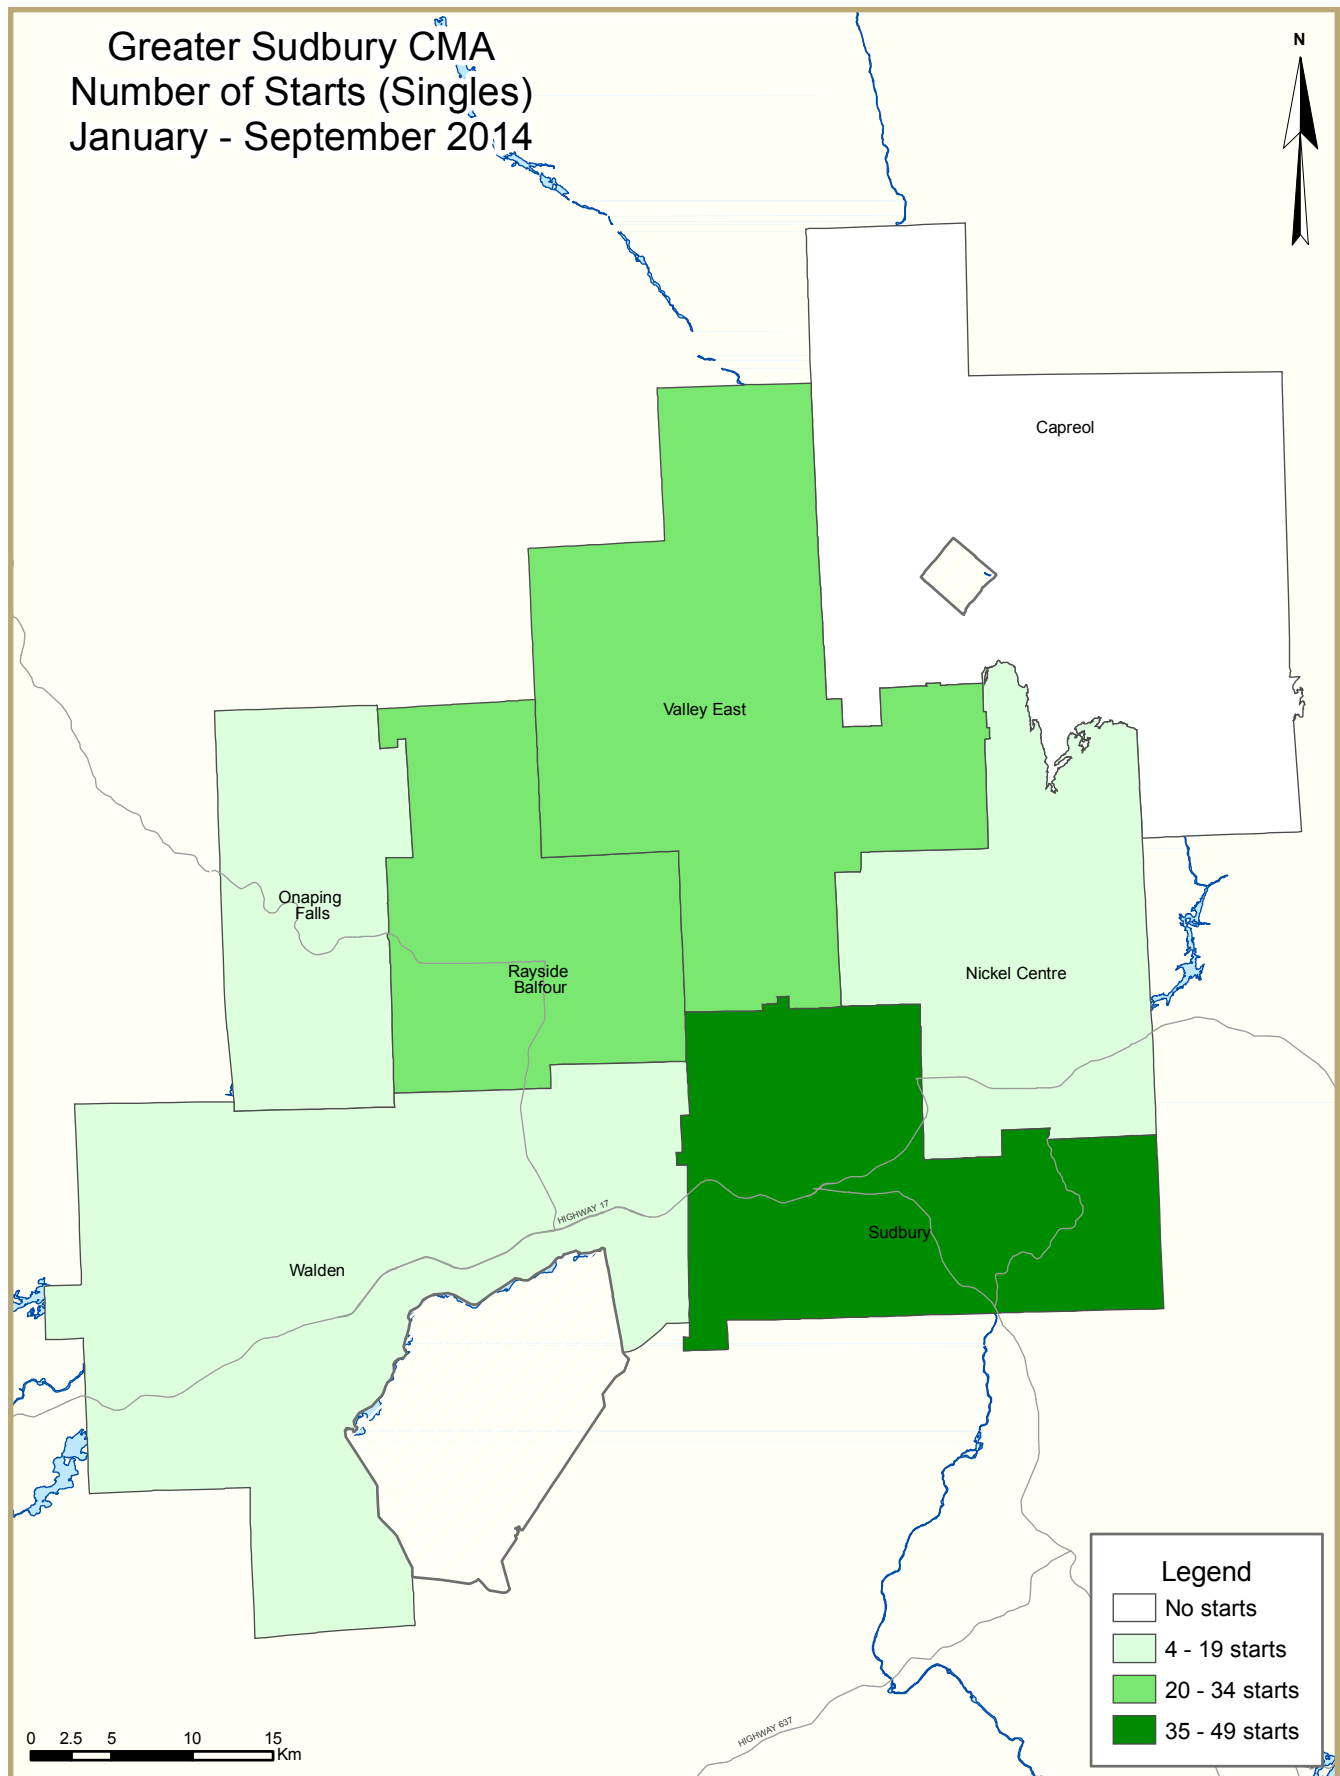 Greater Sudbury CMA
Number of Starts (Singles)
January - September 2014
N
Capreol
Valley East
Onaping
Falls
Rayside
Balfour
Nickel Centre
HIGHWAY 17
Sudbury
Walden
Legend
No starts
4 - 19 starts
20 - 34 starts
35 - 49 starts
HIGHWAY 637
0 2.5 5 10 15
Km